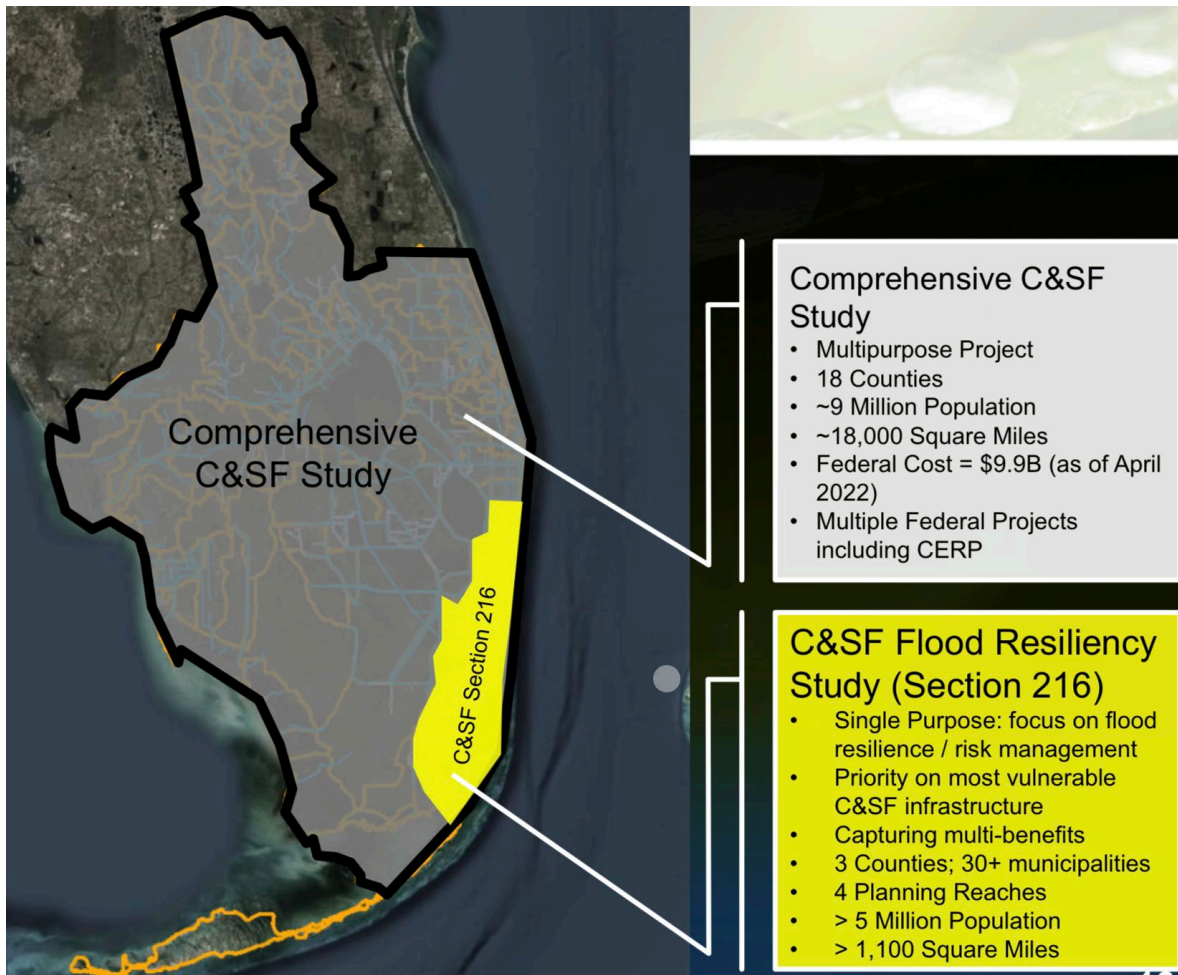 Comprehensive
C&SF Study
C&SF Section 216
Comprehensive C&SF
Study
• Multipurpose Project
• 18 Counties
• ~9 Million Population
• ~18,000 Square Miles
• Federal Cost = $9.9B (as of April
2022)
• Multiple Federal Projects
including CERP
C&SF Flood Resiliency
Study (Section 216)
• Single Purpose: focus on flood
resilience / risk management
• Priority on most vulnerable
C&SF infrastructure
• Capturing multi-benefits
• 3 Counties; 30+ municipalities
• 4 Planning Reaches
• > 5 Million Population
• > 1,100 Square Miles